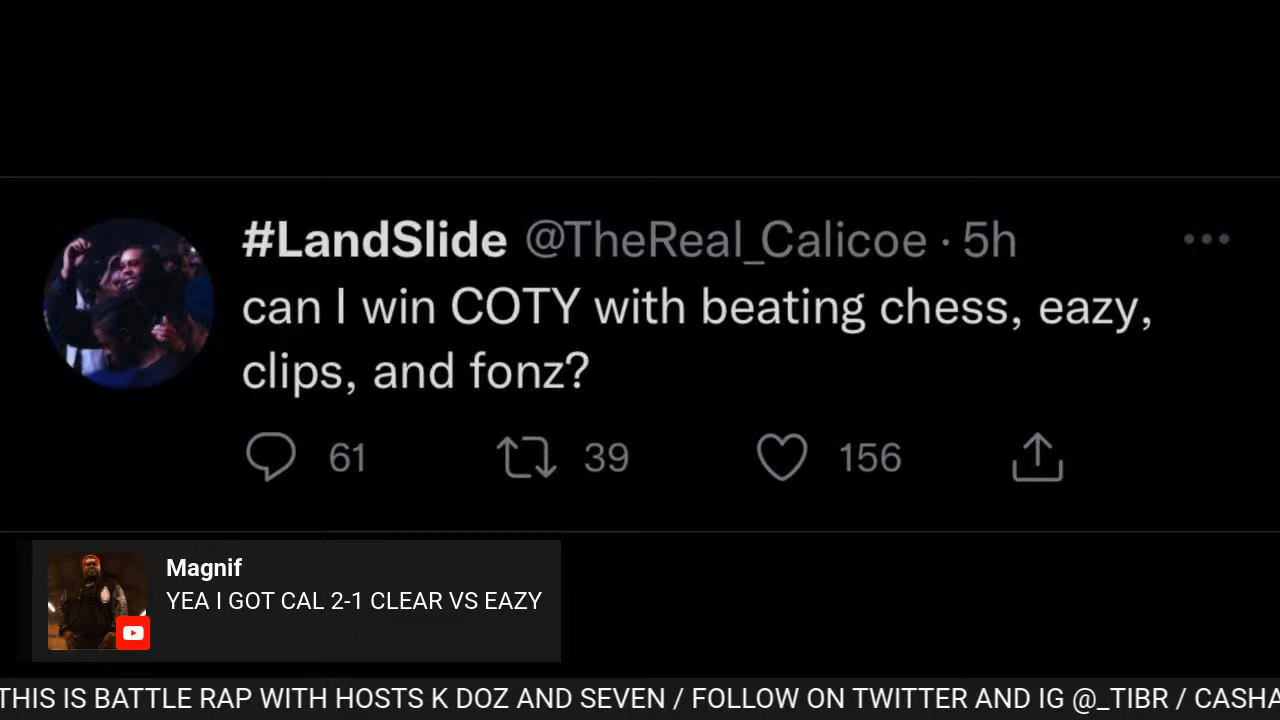 #LandSlide @TheReal_Calicoe · 5h
can I win COTY with beating chess, eazy,
clips, and fonz?
61 39 156
Magnif
YEA I GOT CAL 2-1 CLEAR VS EAZY
THIS IS BATTLE RAP WITH HOSTS K DOZ AND SEVEN / FOLLOW ON TWITTER AND IG @_TIBR / CASHA